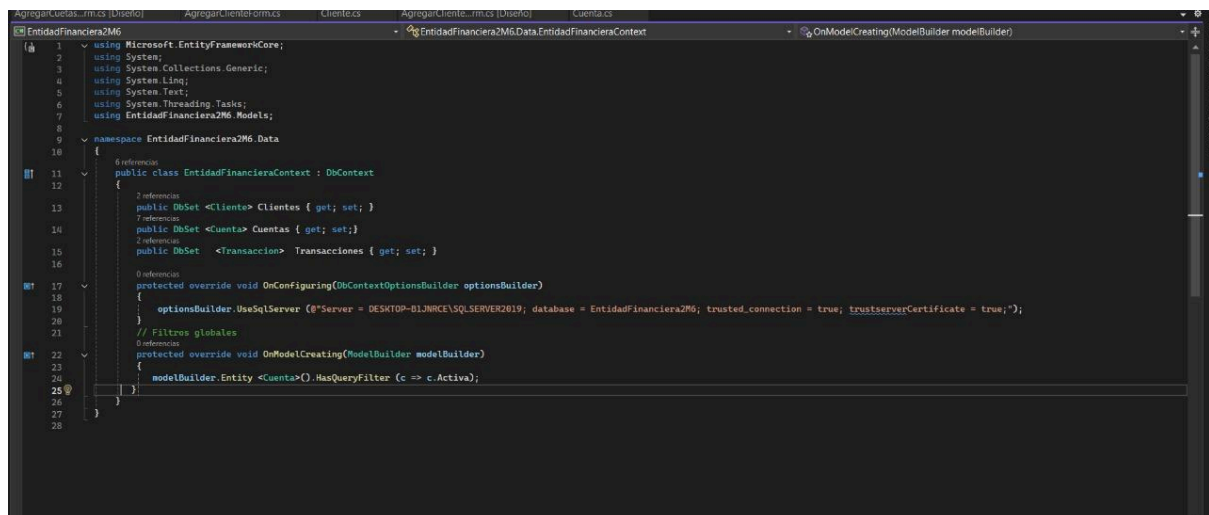 AgregarCuetas...rm.cs [Diseño] AgregarClienteForm.cs Cliente.cs AgregarCliente...rm.cs [Diseño] Cuenta.cs
EntidadFinanciera2M6 EntidadFinanciera2M6.Data.EntidadFinancieraContext OnModelCreating(ModelBuilder modelBuilder)
1 using Microsoft.EntityFrameworkCore;
2 using System;
3 using System.Collections.Generic;
4 using System.Linq;
5 using System.Text;
6 using System.Threading.Tasks;
7 using EntidadFinanciera2M6.Models;
8
9 namespace EntidadFinanciera2M6.Data
10 {
6 referencias
11 public class EntidadFinancieraContext : DbContext
12 {
2 referencias
13 public DbSet <Cliente> Clientes { get; set; }
7 referencias
14 public DbSet <Cuenta> Cuentas { get; set;}
2 referencias
15 public DbSet <Transaccion> Transacciones { get; set; }
16
0 referencias
17 protected override void OnConfiguring(DbContextOptionsBuilder optionsBuilder)
18 {
19 optionsBuilder.UseSqlServer (@"Server = DESKTOP-B1JNRCE\SQLSERVER2019; database = EntidadFinanciera2M6; trusted_connection = true; trustserverCertificate = true;");
20 }
21 // Filtros globales
0 referencias
22 protected override void OnModelCreating(ModelBuilder modelBuilder)
23 {
24 modelBuilder.Entity <Cuenta>().HasQueryFilter (c => c.Activa);
25 }
26 }
27 }
28